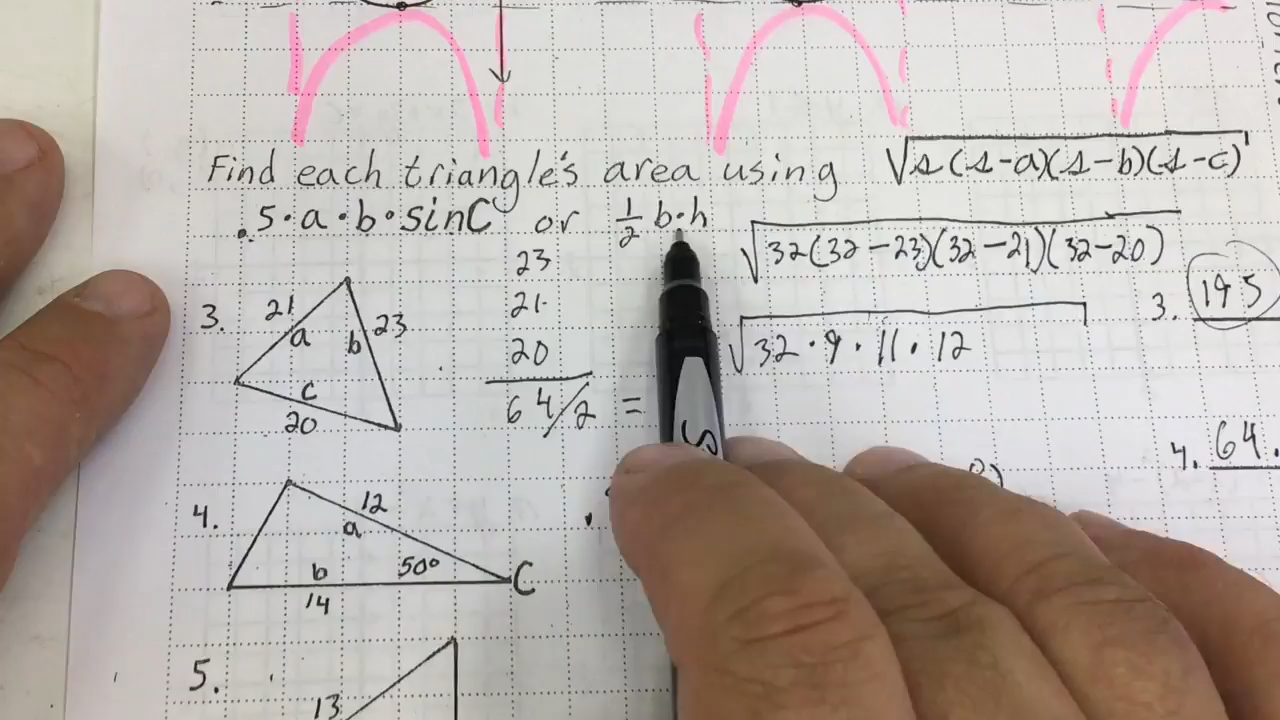 Find each triangle's area using √s(s-a)(s-b)(s-c)
.5·a·b·sinC or 1/2 b·h
√32(32-23)(32-21)(32-20)
√32·9·11·12
3. 195
3.
21
a
b
23
c
20
23
21
20
64/2 =
4. 64.
4.
12
a
b
50°
C
14
5.
13